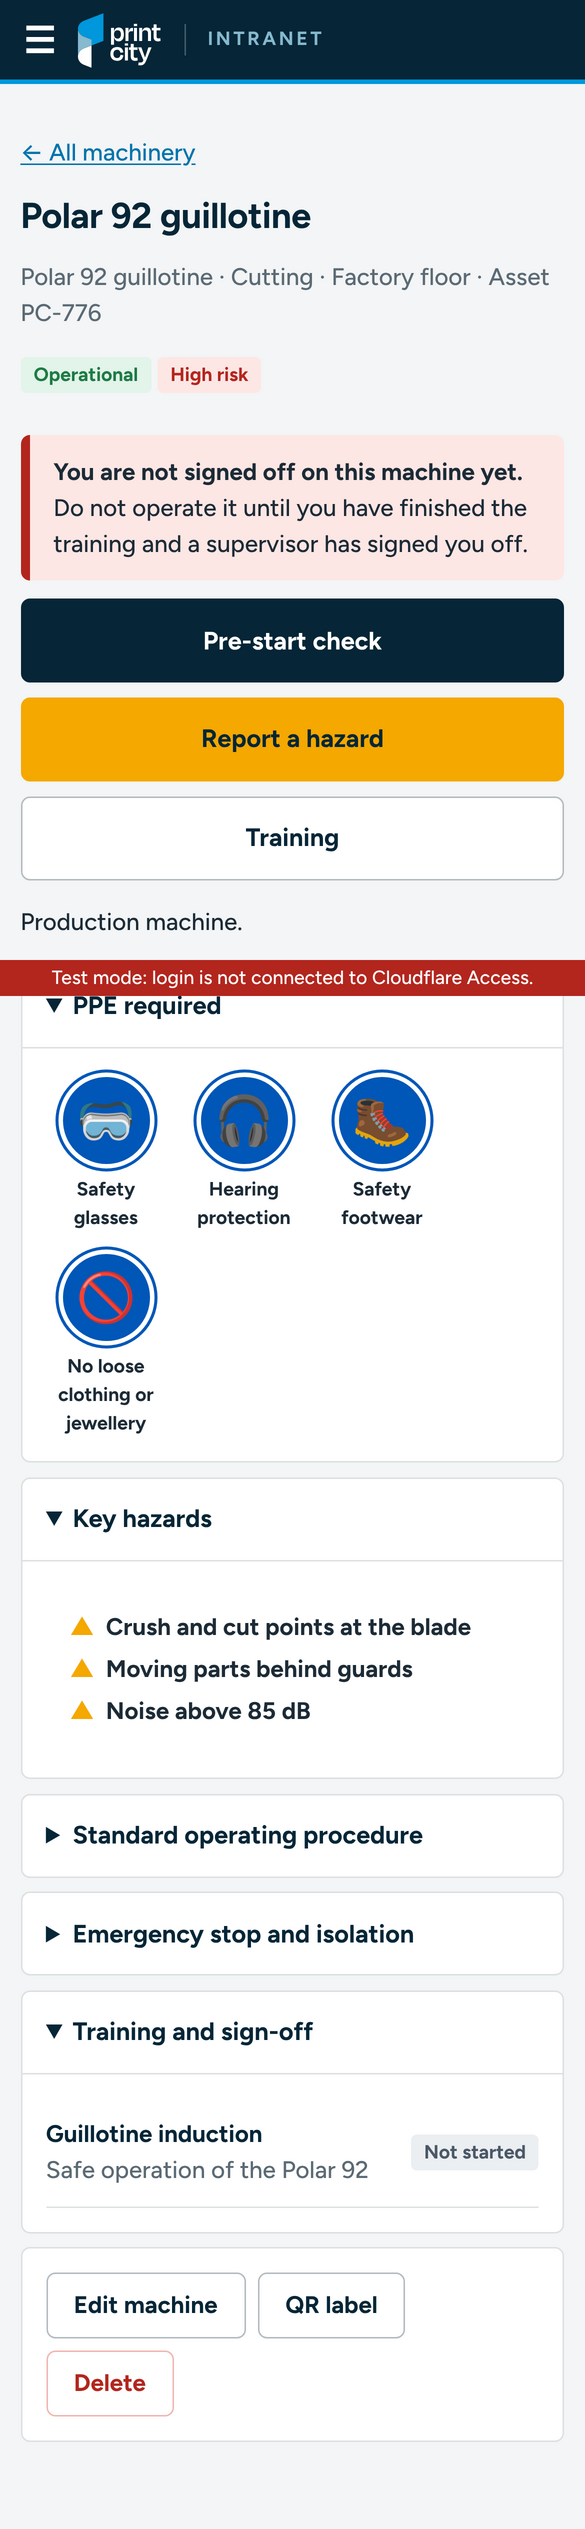 print
city
INTRANET
← All machinery
Polar 92 guillotine
Polar 92 guillotine · Cutting · Factory floor · Asset
PC-776
Operational
High risk
You are not signed off on this machine yet.
Do not operate it until you have finished the
training and a supervisor has signed you off.
Pre-start check
Report a hazard
Training
Production machine.
Test mode: login is not connected to Cloudflare Access.
PPE required
Safety
glasses
Hearing
protection
Safety
footwear
No loose
clothing or
jewellery
Key hazards
Crush and cut points at the blade
Moving parts behind guards
Noise above 85 dB
Standard operating procedure
Emergency stop and isolation
Training and sign-off
Guillotine induction
Safe operation of the Polar 92
Not started
Edit machine
QR label
Delete